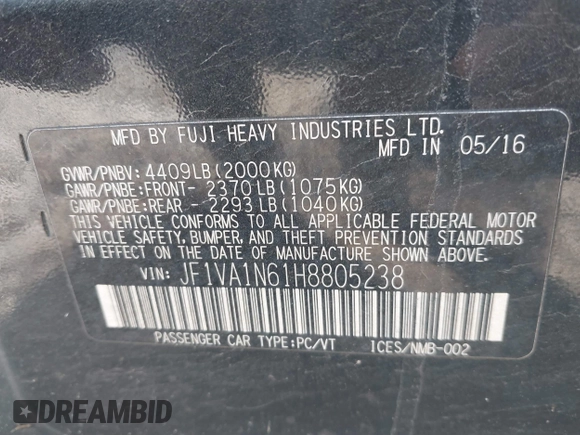 MFD BY FUJI HEAVY INDUSTRIES LTD.
MFD IN 05/16
GVWR/PNBV: 4409LB(2000KG)
GAWR/PNBE:FRONT- 2370LB(1075KG)
GAWR/PNBE:REAR - 2293LB(1040KG)
THIS VEHICLE CONFORMS TO ALL APPLICABLE FEDERAL MOTOR
VEHICLE SAFETY, BUMPER, AND THEFT PREVENTION STANDARDS
IN EFFECT ON THE DATE OF MANUFACTURE SHOWN ABOVE.
VIN: JF1VA1N61H8805238
PASSENGER CAR TYPE:PC/VT ICES/NMB-002
DREAMBID